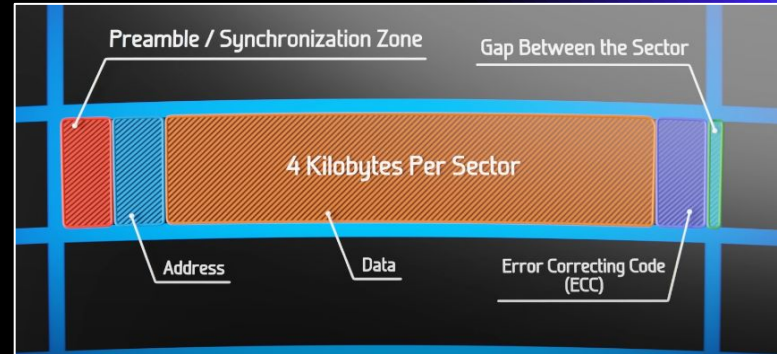 Preamble / Synchronization Zone
Gap Between the Sector
4 Kilobytes Per Sector
Address
Data
Error Correcting Code
(ECC)